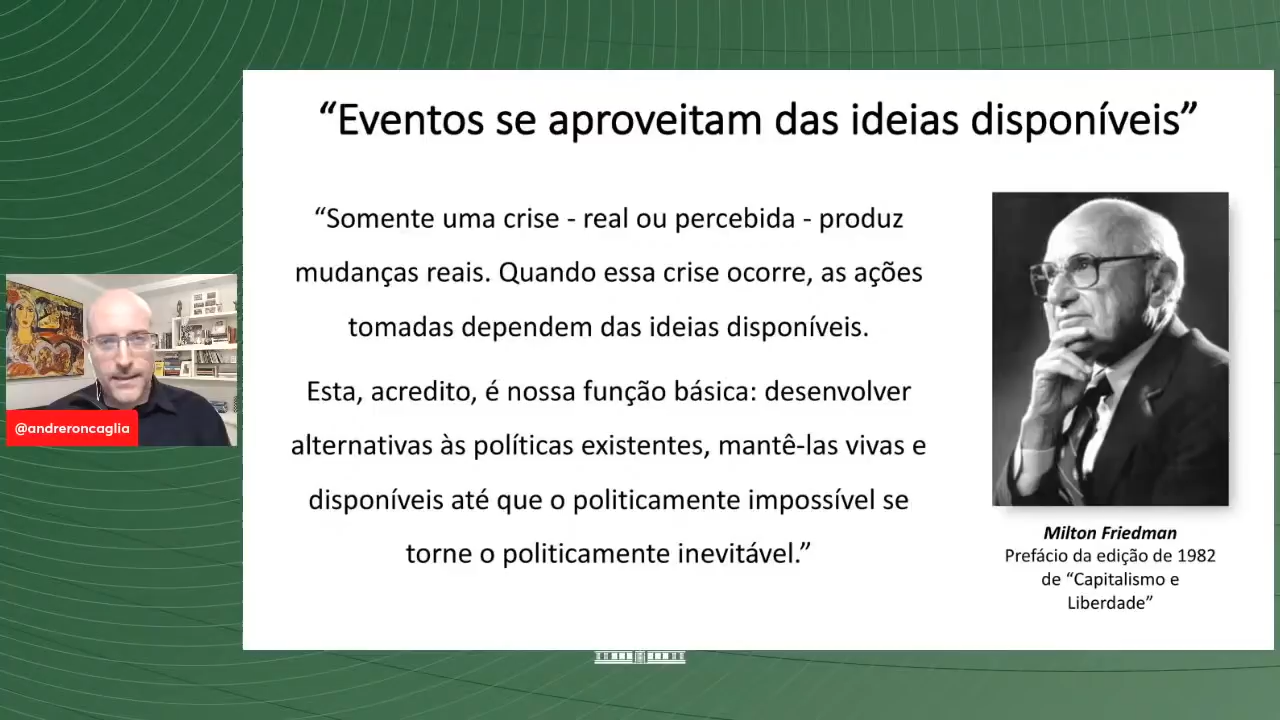 “Eventos se aproveitam das ideias disponíveis”
“Somente uma crise - real ou percebida - produz
mudanças reais. Quando essa crise ocorre, as ações
tomadas dependem das ideias disponíveis.
Esta, acredito, é nossa função básica: desenvolver
alternativas às políticas existentes, mantê-las vivas e
disponíveis até que o politicamente impossível se
torne o politicamente inevitável.”
Milton Friedman
Prefácio da edição de 1982
de “Capitalismo e
Liberdade”
@andreroncaglia